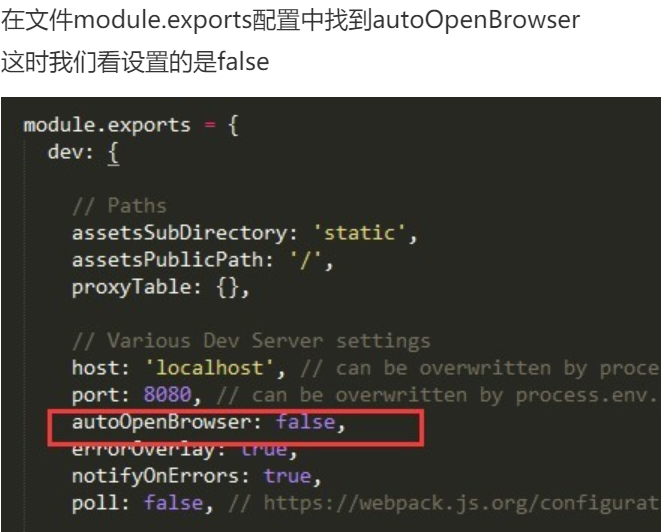 在文件module.exports配置中找到autoOpenBrowser
这时我们看设置的是false
module.exports = {
dev: {
// Paths
assetsSubDirectory: 'static',
assetsPublicPath: '/',
proxyTable: {},
// Various Dev Server settings
host: 'localhost', // can be overwritten by proce
port: 8080, // can be overwritten by process.env.
autoOpenBrowser: false,
errorOverlay: true,
notifyOnErrors: true,
poll: false, // https://webpack.js.org/configurat